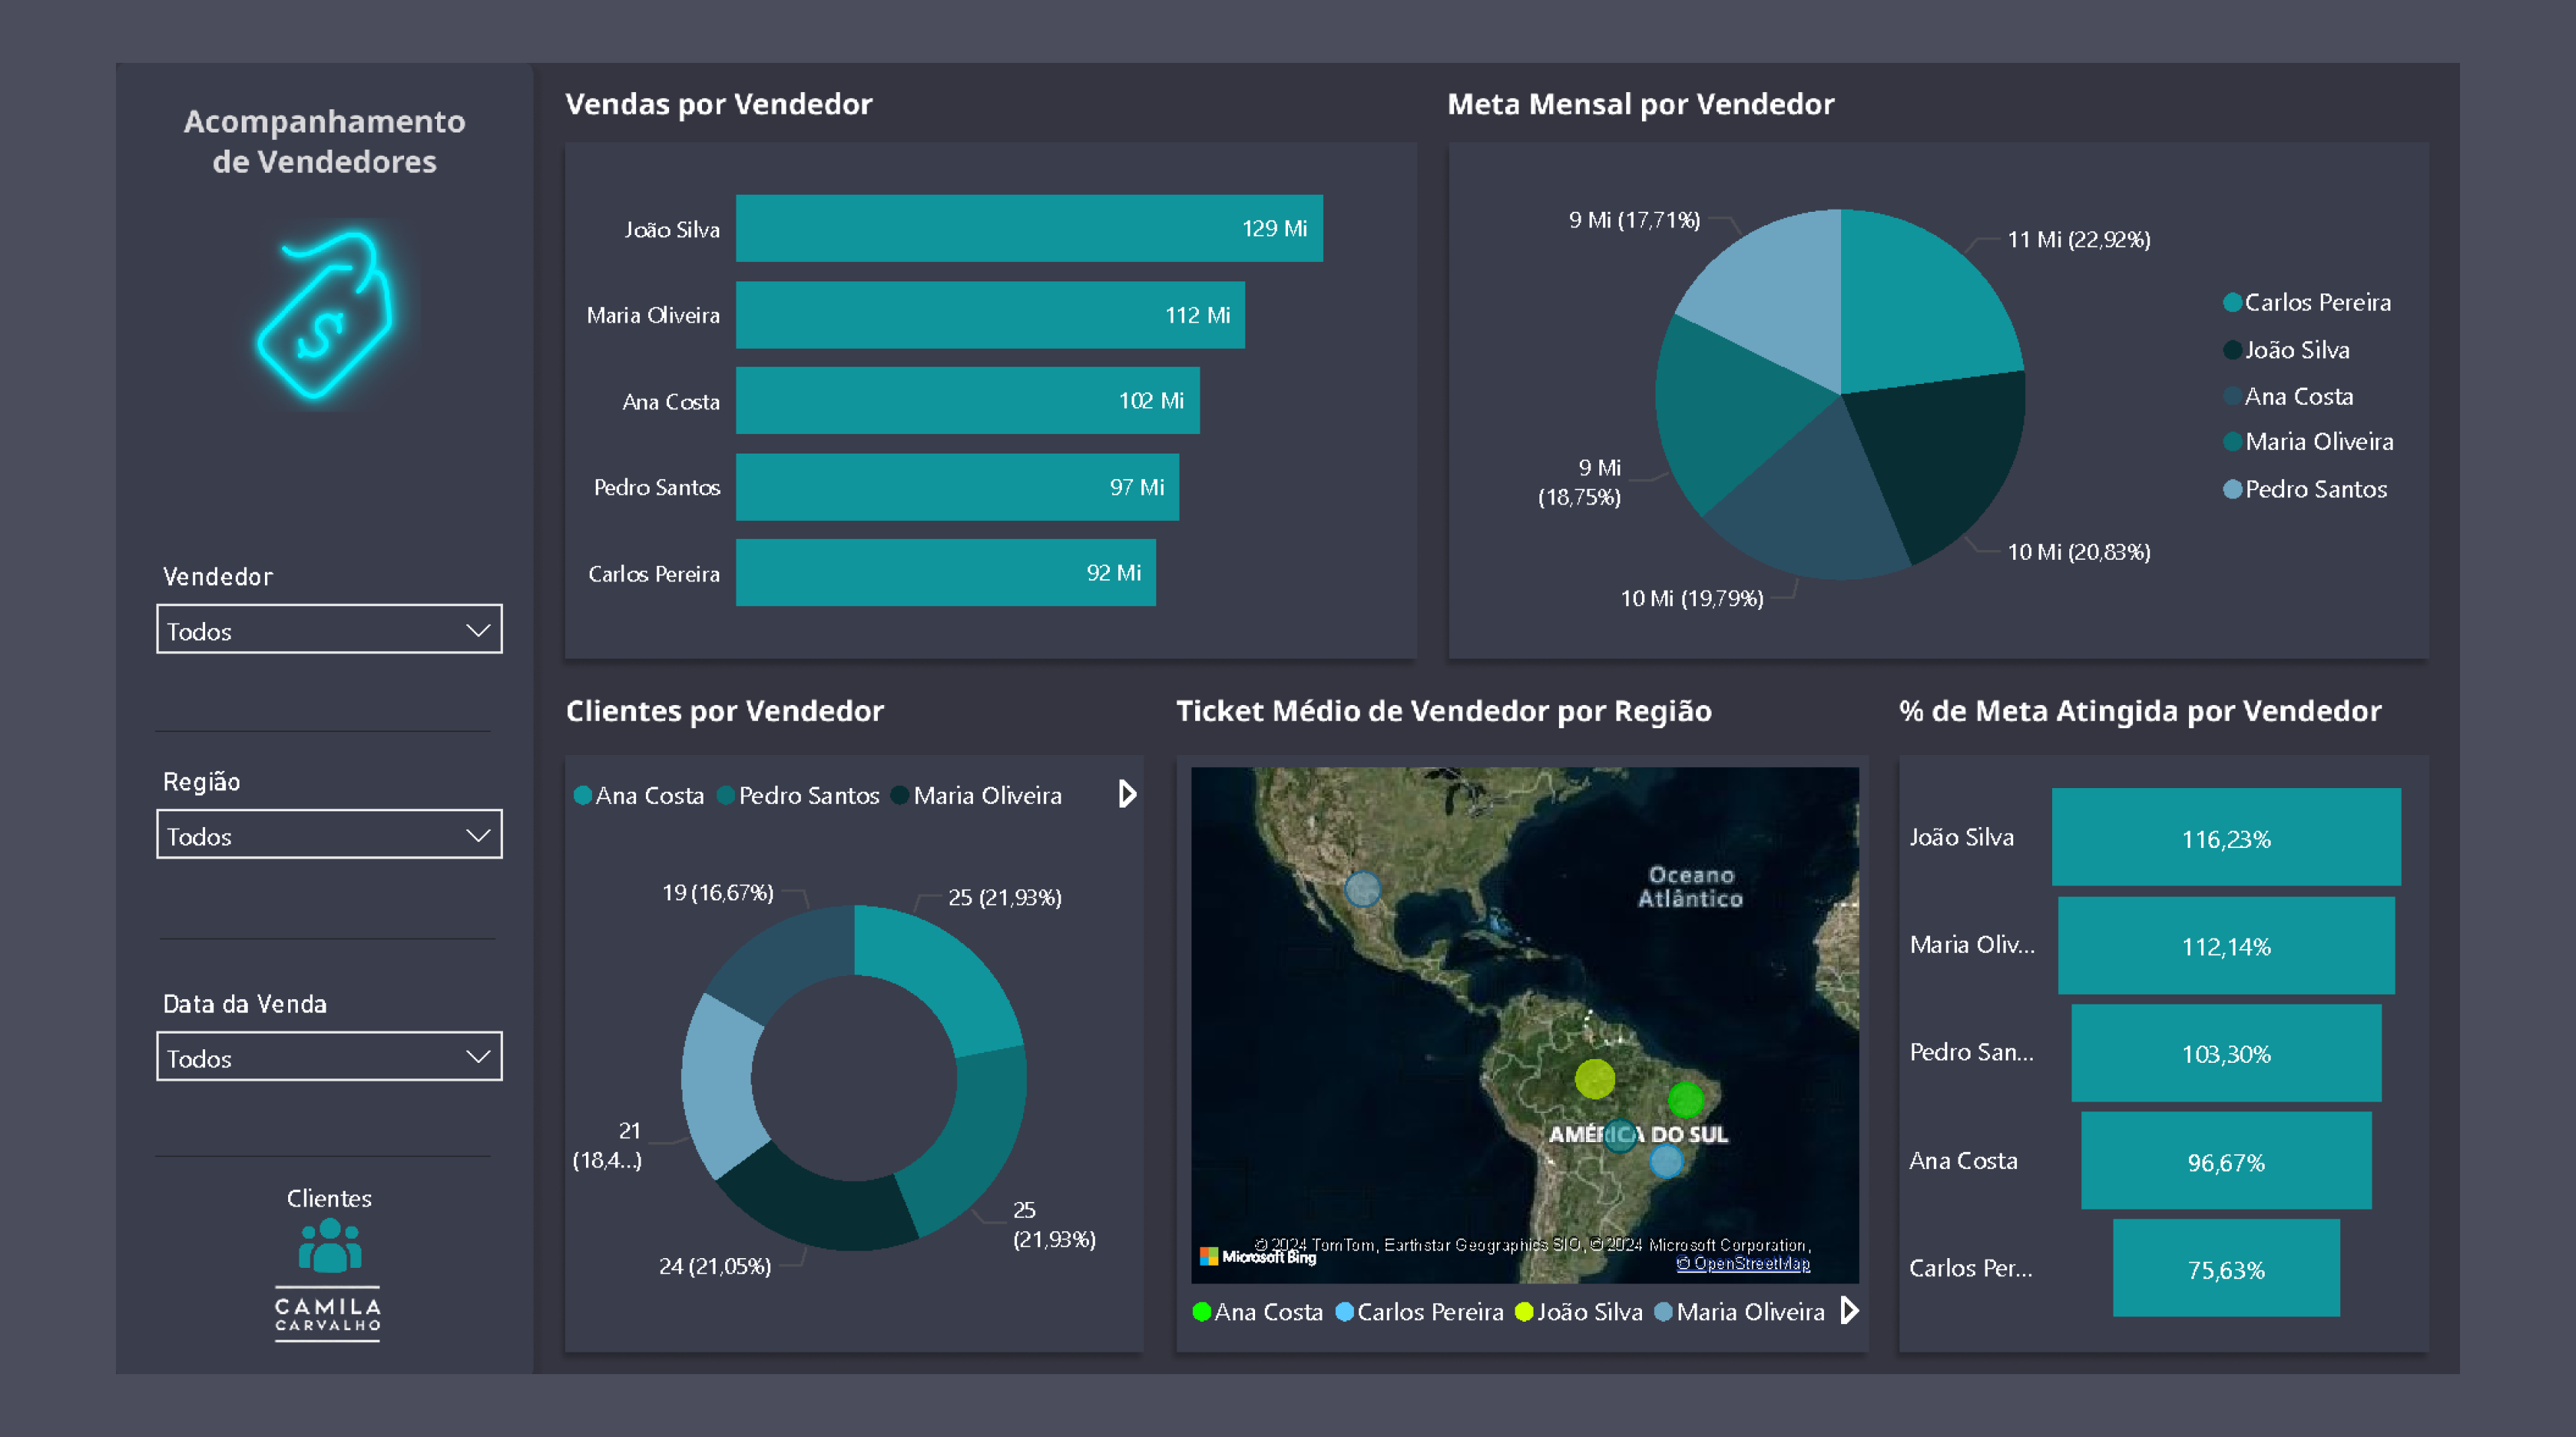 Acompanhamento
de Vendedores
S
Vendedor
Todos
Região
Todos
Data da Venda
Todos
Clientes
CAMILA
CARVALHO
Vendas por Vendedor
João Silva
129 Mi
Maria Oliveira
112 Mi
Ana Costa
102 Mi
Pedro Santos
97 Mi
Carlos Pereira
92 Mi
Meta Mensal por Vendedor
9 Mi (17,71%)
11 Mi (22,92%)
9 Mi
(18,75%)
10 Mi (20,83%)
10 Mi (19,79%)
Carlos Pereira
João Silva
Ana Costa
Maria Oliveira
Pedro Santos
Clientes por Vendedor
Ana Costa Pedro Santos Maria Oliveira
19 (16,67%)
25 (21,93%)
21
(18,4...)
25
(21,93%)
24 (21,05%)
Ticket Médio de Vendedor por Região
Oceano
Atlântico
AMÉRICA DO SUL
© 2024 TomTom, Earthstar Geographics SIO, © 2024 Microsoft Corporation,
Microsoft Bing
© OpenStreetMap
Ana Costa Carlos Pereira João Silva Maria Oliveira
% de Meta Atingida por Vendedor
João Silva
116,23%
Maria Oliv...
112,14%
Pedro San...
103,30%
Ana Costa
96,67%
Carlos Per...
75,63%